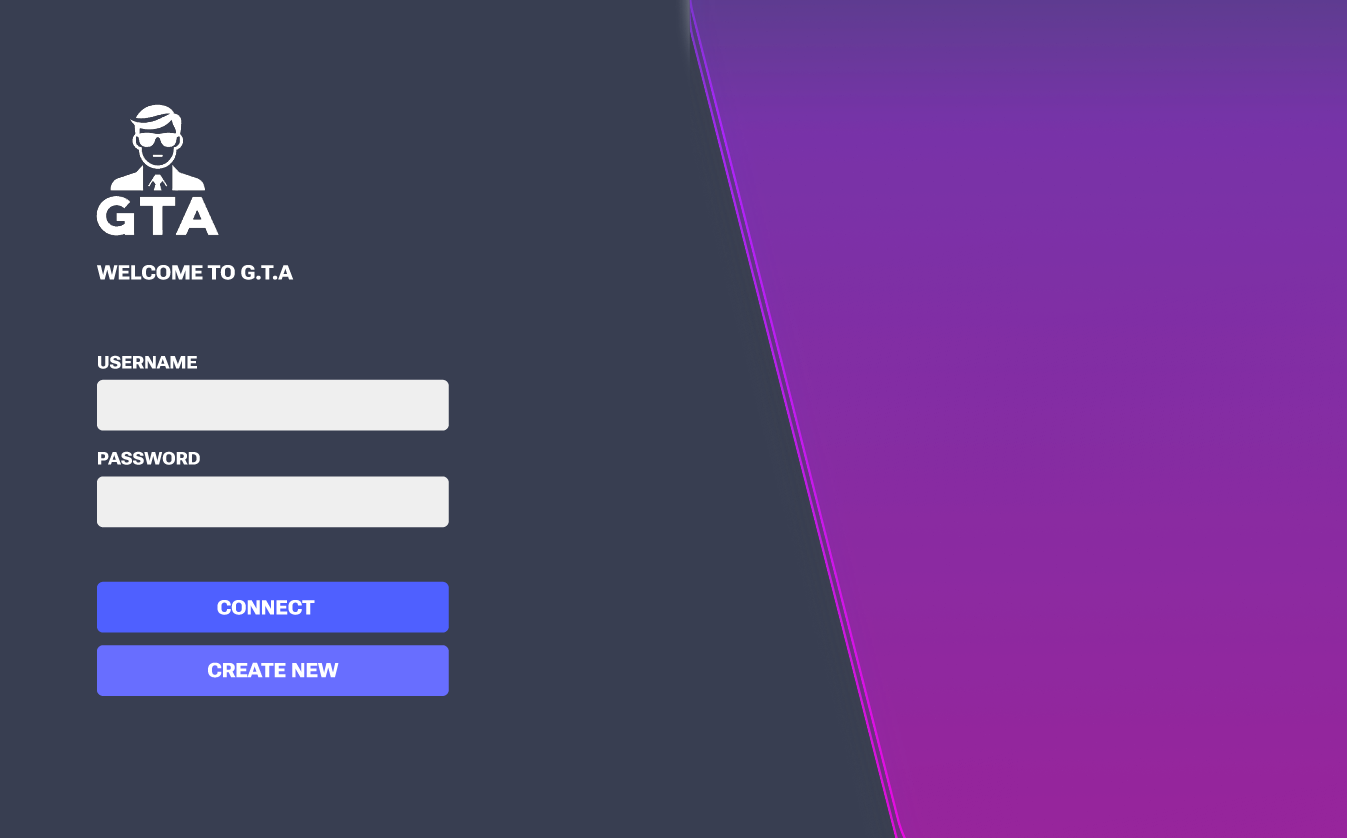 GTA
WELCOME TO G.T.A
USERNAME
PASSWORD
CONNECT
CREATE NEW